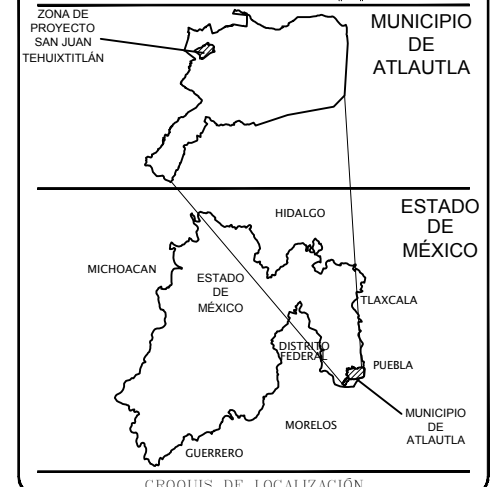 ZONA DE
PROYECTO
SAN JUAN
TEHUIXTITLÁN
MUNICIPIO
DE
ATLAUTLA
ESTADO
DE
MÉXICO
HIDALGO
MICHOACAN
ESTADO
DE
MÉXICO
TLAXCALA
DISTRITO
FEDERAL
PUEBLA
MUNICIPIO
DE
ATLAUTLA
MORELOS
GUERRERO
CROQUIS DE LOCALIZACIÓN